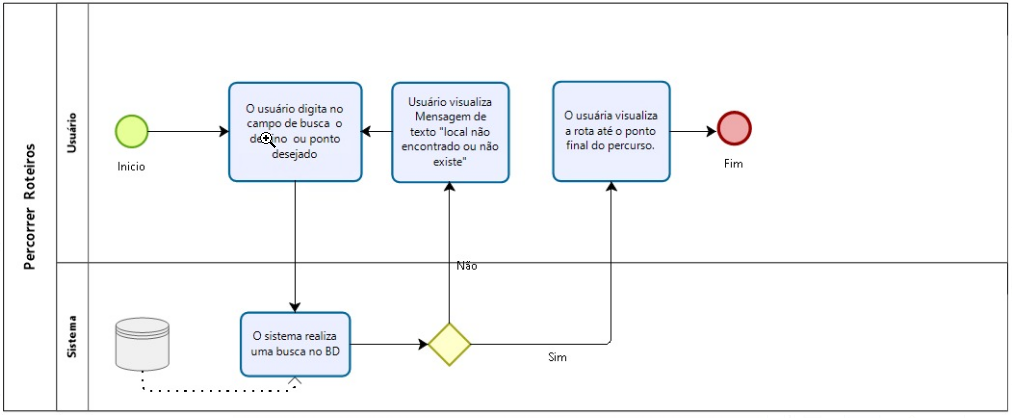 Percorrer Roteiros
Usuário
Inicio
O usuário digita no
campo de busca o
ou ponto
desejado
Usuário visualiza
Mensagem de
texto "local não
encontrado ou não
existe"
O usuária visualiza
a rota até o ponto
final do percurso.
Fim
Não
Sistema
O sistema realiza
uma busca no BD
Sim